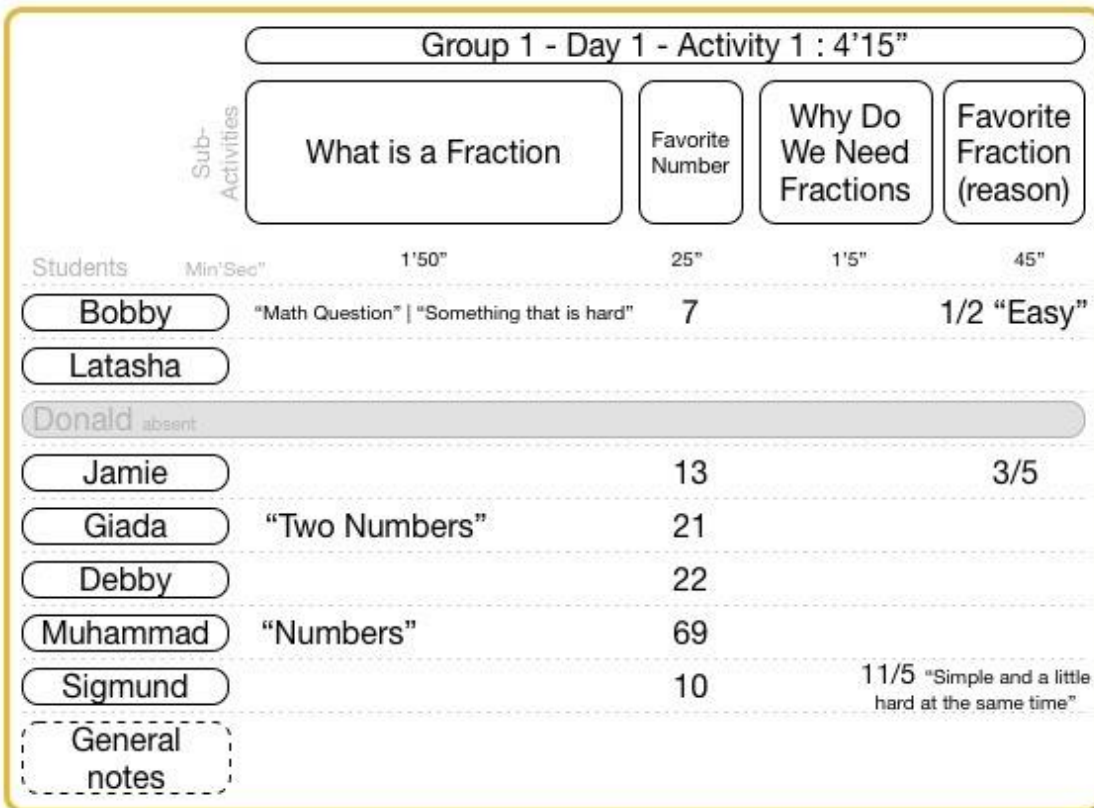 Group 1 - Day 1 - Activity 1 : 4’15”
Sub-
Activities
What is a Fraction
Favorite
Number
Why Do
We Need
Fractions
Favorite
Fraction
(reason)
Students Min’Sec” 1’50” 25” 1’5” 45”
Bobby “Math Question” | “Something that is hard” 7 1/2 “Easy”
Latasha
Donald absent
Jamie 13 3/5
Giada “Two Numbers” 21
Debby 22
Muhammad “Numbers” 69
Sigmund 10 11/5 “Simple and a little
hard at the same time”
General
notes